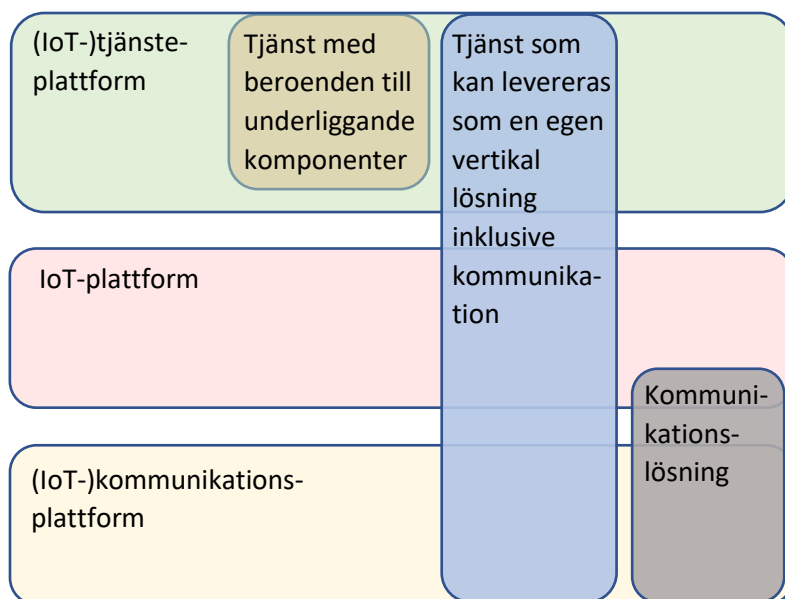 (IoT-)tjänste-
plattform
Tjänst med
beroenden till
underliggande
komponenter
Tjänst som
kan levereras
som en egen
vertikal
lösning
inklusive
kommunika-
tion
IoT-plattform
Kommuni-
kations-
lösning
(IoT-)kommunikations-
plattform